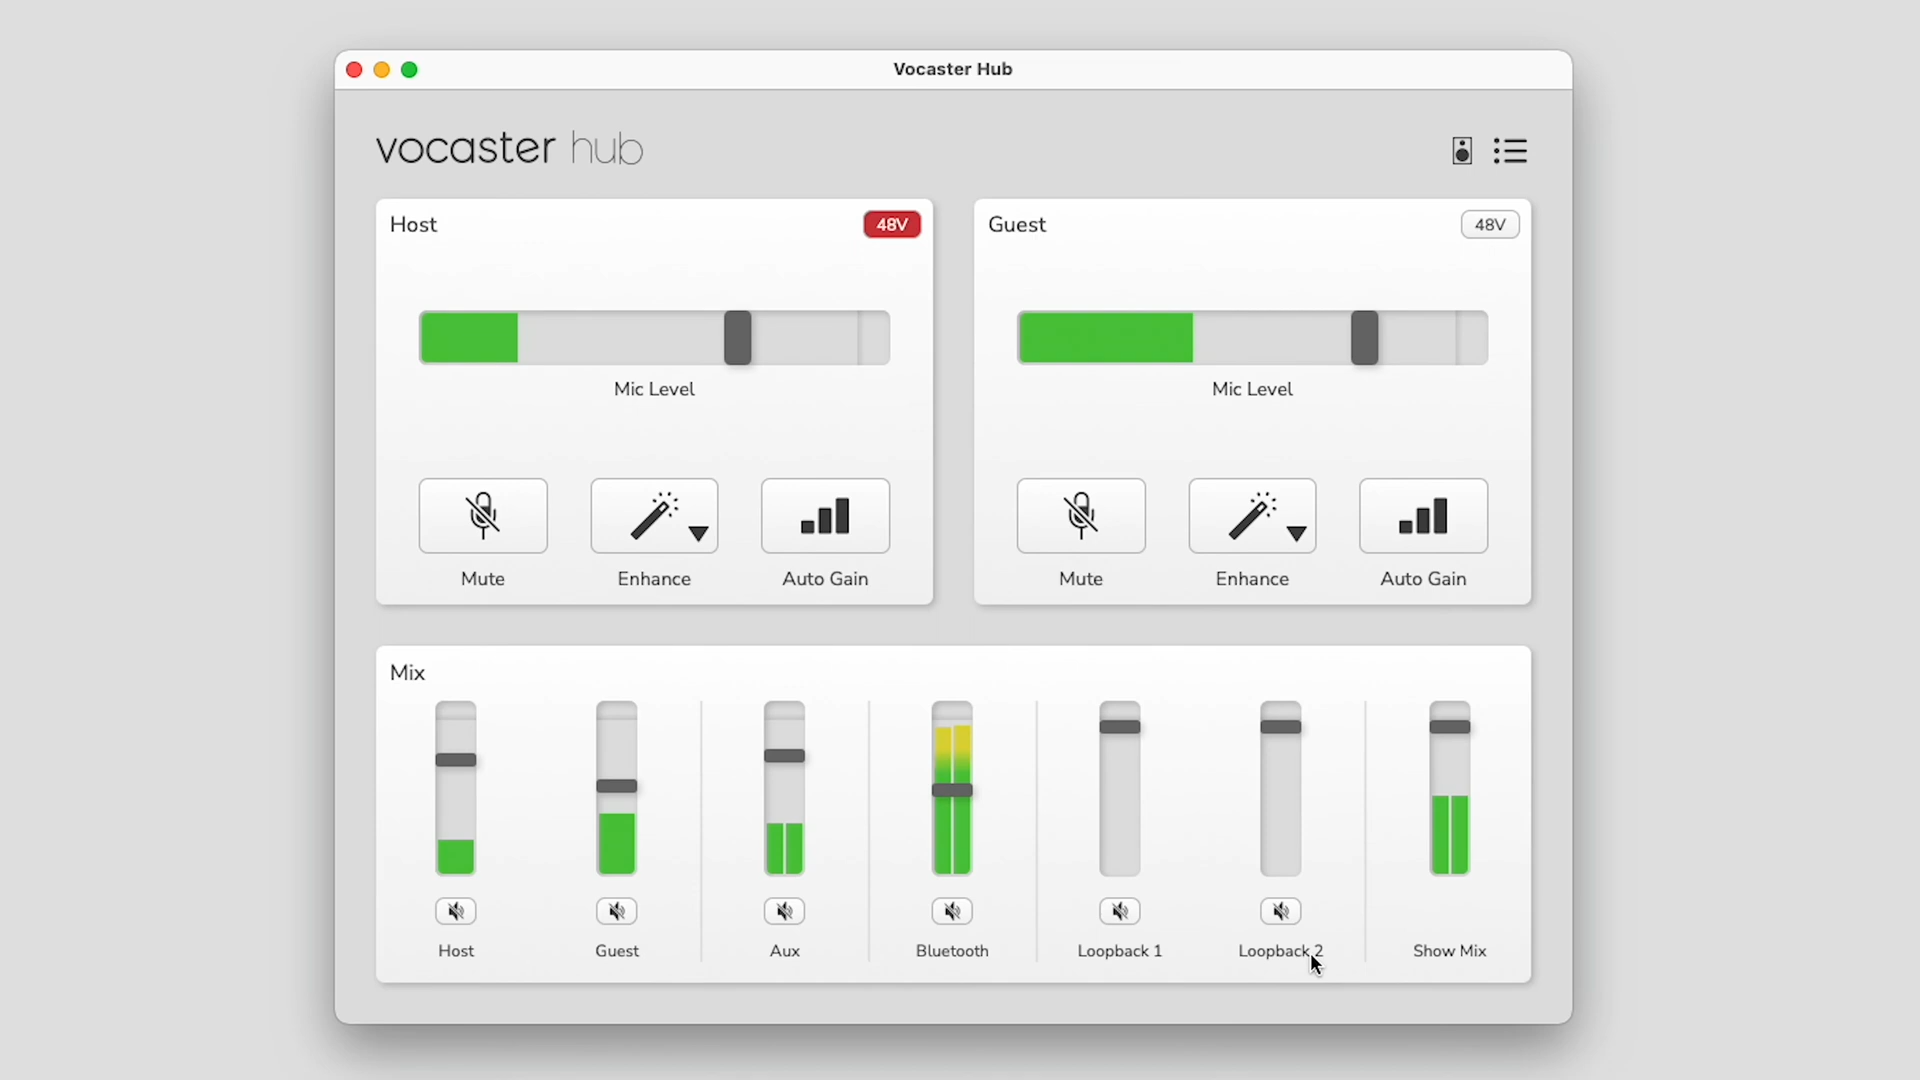 Vocaster Hub
vocaster hub
Host
48V
Guest
48V
Mic Level
Mic Level
Mute
Enhance
Auto Gain
Mute
Enhance
Auto Gain
Mix
Host
Guest
Aux
Bluetooth
Loopback 1
Loopback 2
Show Mix